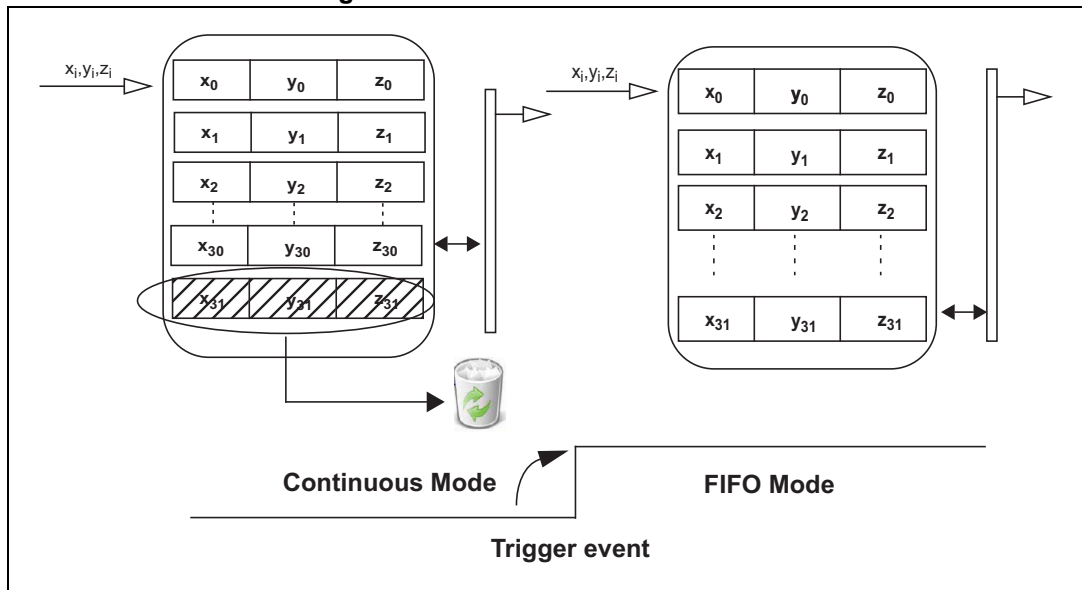 xi,yi,zi
x0 y0 z0
x1 y1 z1
x2 y2 z2
x30 y30 z30
x31 y31 z31
xi,yi,zi
x0 y0 z0
x1 y1 z1
x2 y2 z2
x31 y31 z31
Continuous Mode
FIFO Mode
Trigger event